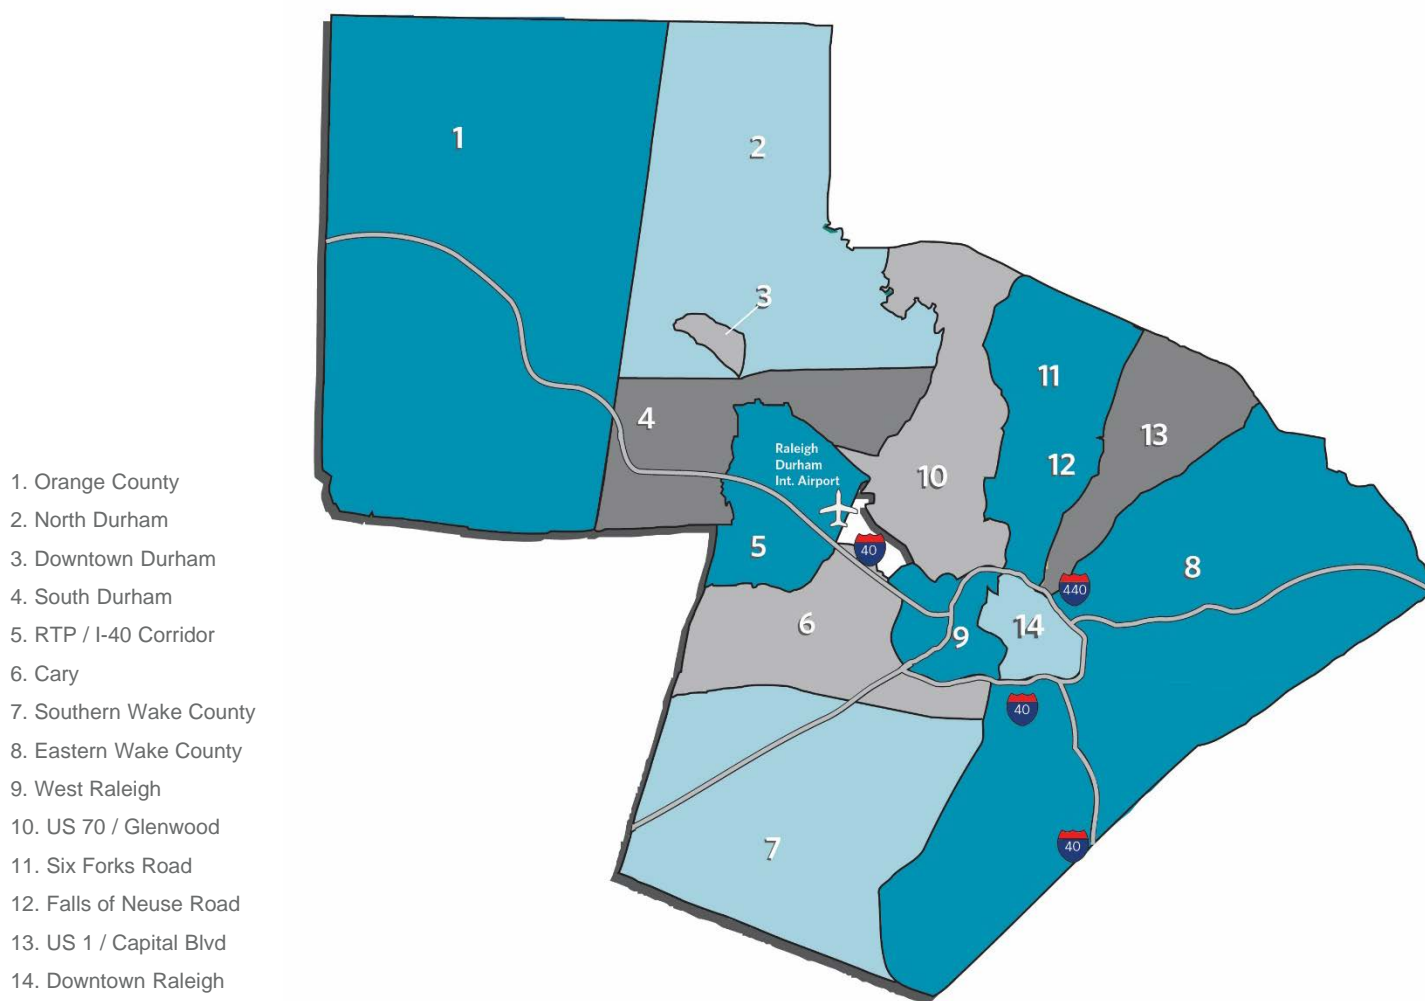 1
2
3
11
4
13
Raleigh
Durham
Int. Airport
12
10
1. Orange County
2. North Durham
3. Downtown Durham
4. South Durham
5. RTP / I-40 Corridor
6. Cary
7. Southern Wake County
8. Eastern Wake County
9. West Raleigh
10. US 70 / Glenwood
11. Six Forks Road
12. Falls of Neuse Road
13. US 1 / Capital Blvd
14. Downtown Raleigh
5
40
8
440
6
9
14
40
7
40